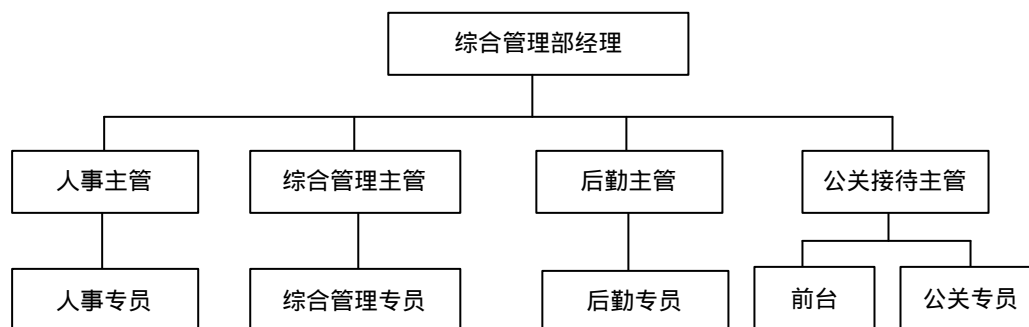 综合管理部经理
人事主管
综合管理主管
后勤主管
公关接待主管
人事专员
综合管理专员
后勤专员
前台
公关专员